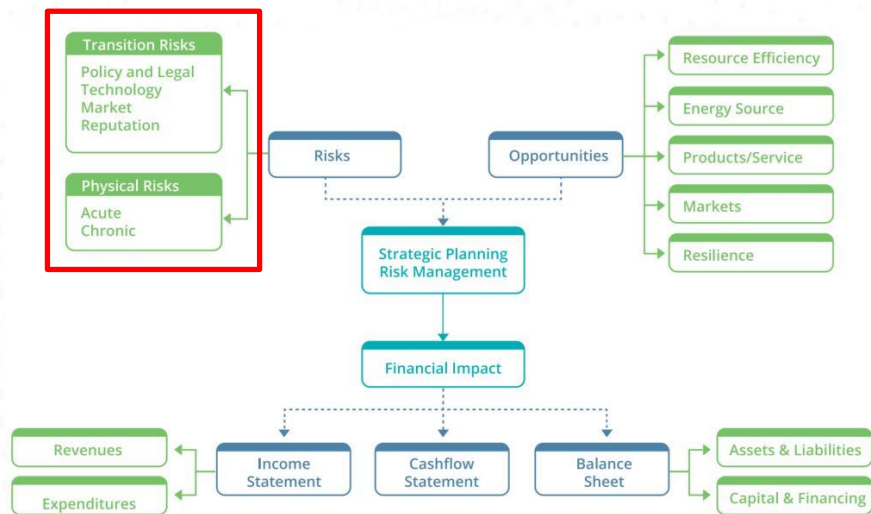 Transition Risks
Policy and Legal
Technology
Market
Reputation
Physical Risks
Acute
Chronic
Risks
Opportunities
Resource Efficiency
Energy Source
Products/Service
Markets
Resilience
Strategic Planning
Risk Management
Financial Impact
Revenues
Expenditures
Income
Statement
Cashflow
Statement
Balance
Sheet
Assets & Liabilities
Capital & Financing